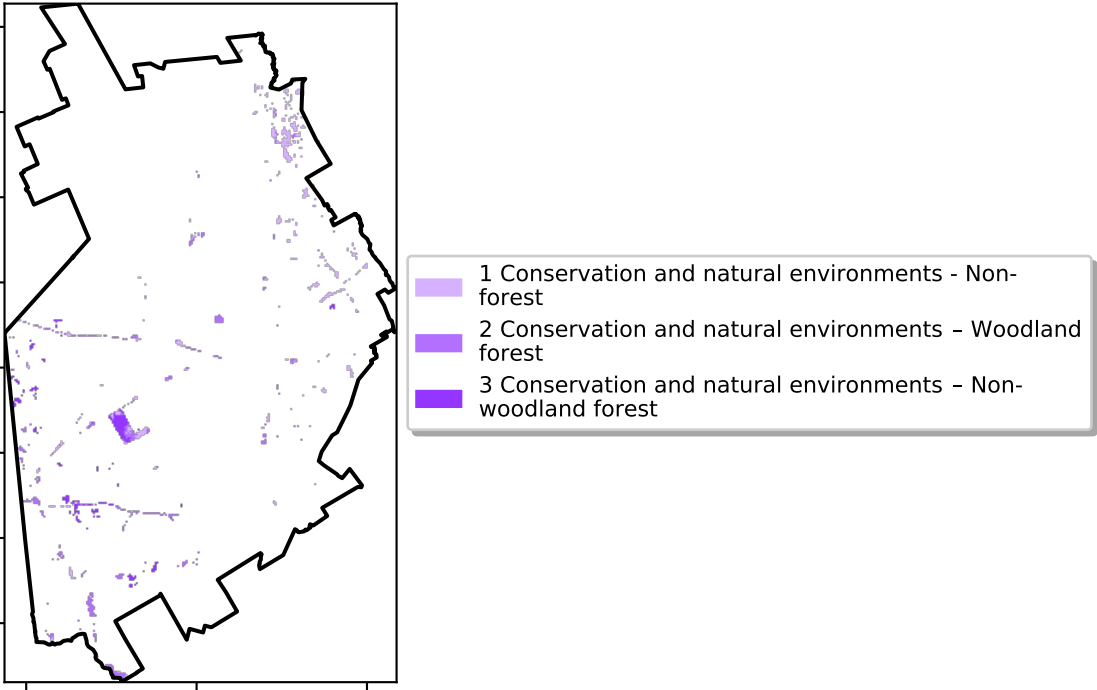 1 Conservation and natural environments - Non-
forest
2 Conservation and natural environments – Woodland
forest
3 Conservation and natural environments – Non-
woodland forest